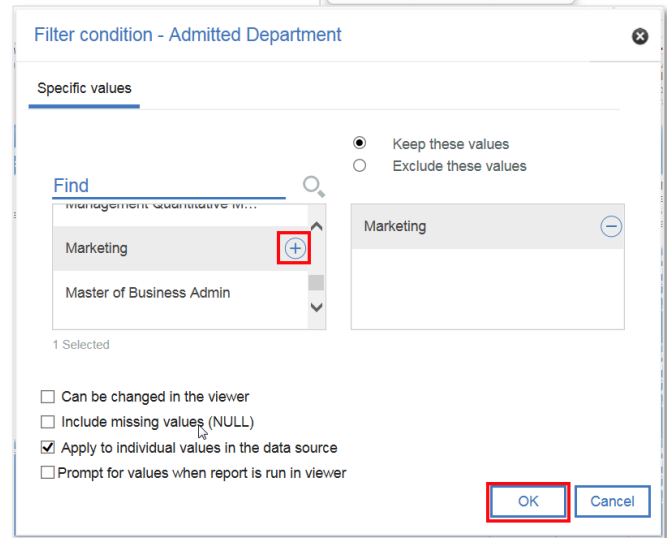 Filter condition - Admitted Department
Specific values
Keep these values
Exclude these values
Find
Management Quantitative M...
Marketing
Master of Business Admin
Marketing
1 Selected
Can be changed in the viewer
Include missing values (NULL)
Apply to individual values in the data source
Prompt for values when report is run in viewer
OK
Cancel